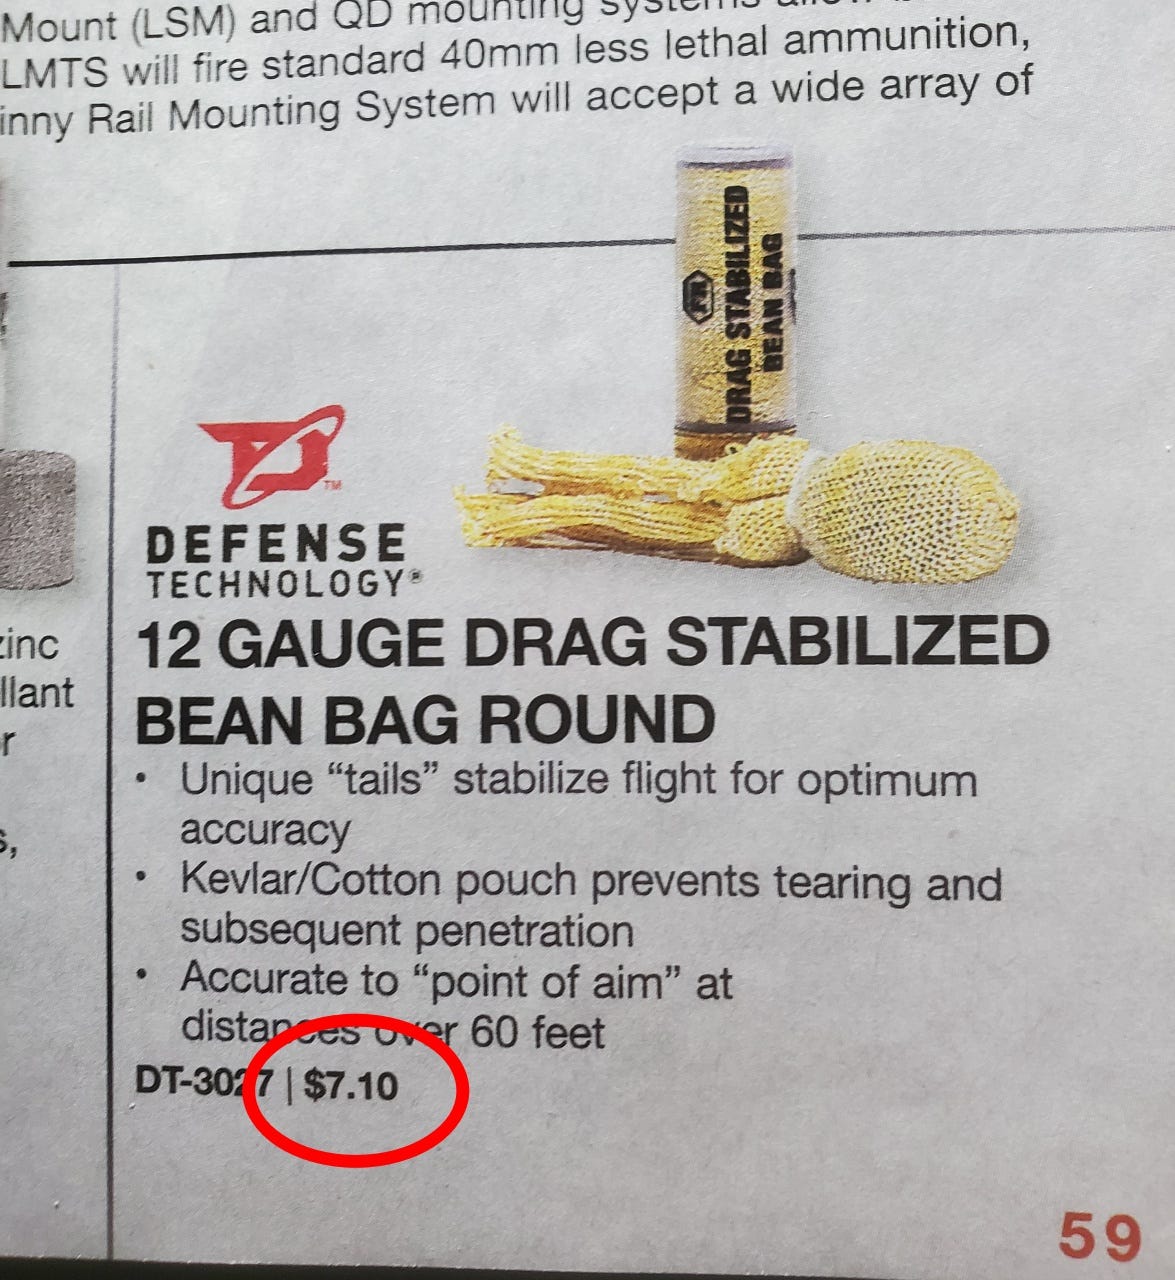 Mount (LSM) and QD mounting systems
LMTS will fire standard 40mm less lethal ammunition,
inny Rail Mounting System will accept a wide array of
FR
DRAG STABILIZED
BEAN BAG
TM
DEFENSE
TECHNOLOGY®
12 GAUGE DRAG STABILIZED
BEAN BAG ROUND
• Unique “tails” stabilize flight for optimum
accuracy
• Kevlar/Cotton pouch prevents tearing and
subsequent penetration
• Accurate to “point of aim” at
distances over 60 feet
DT-3027 | $7.10
inc
llant
r
s,
59